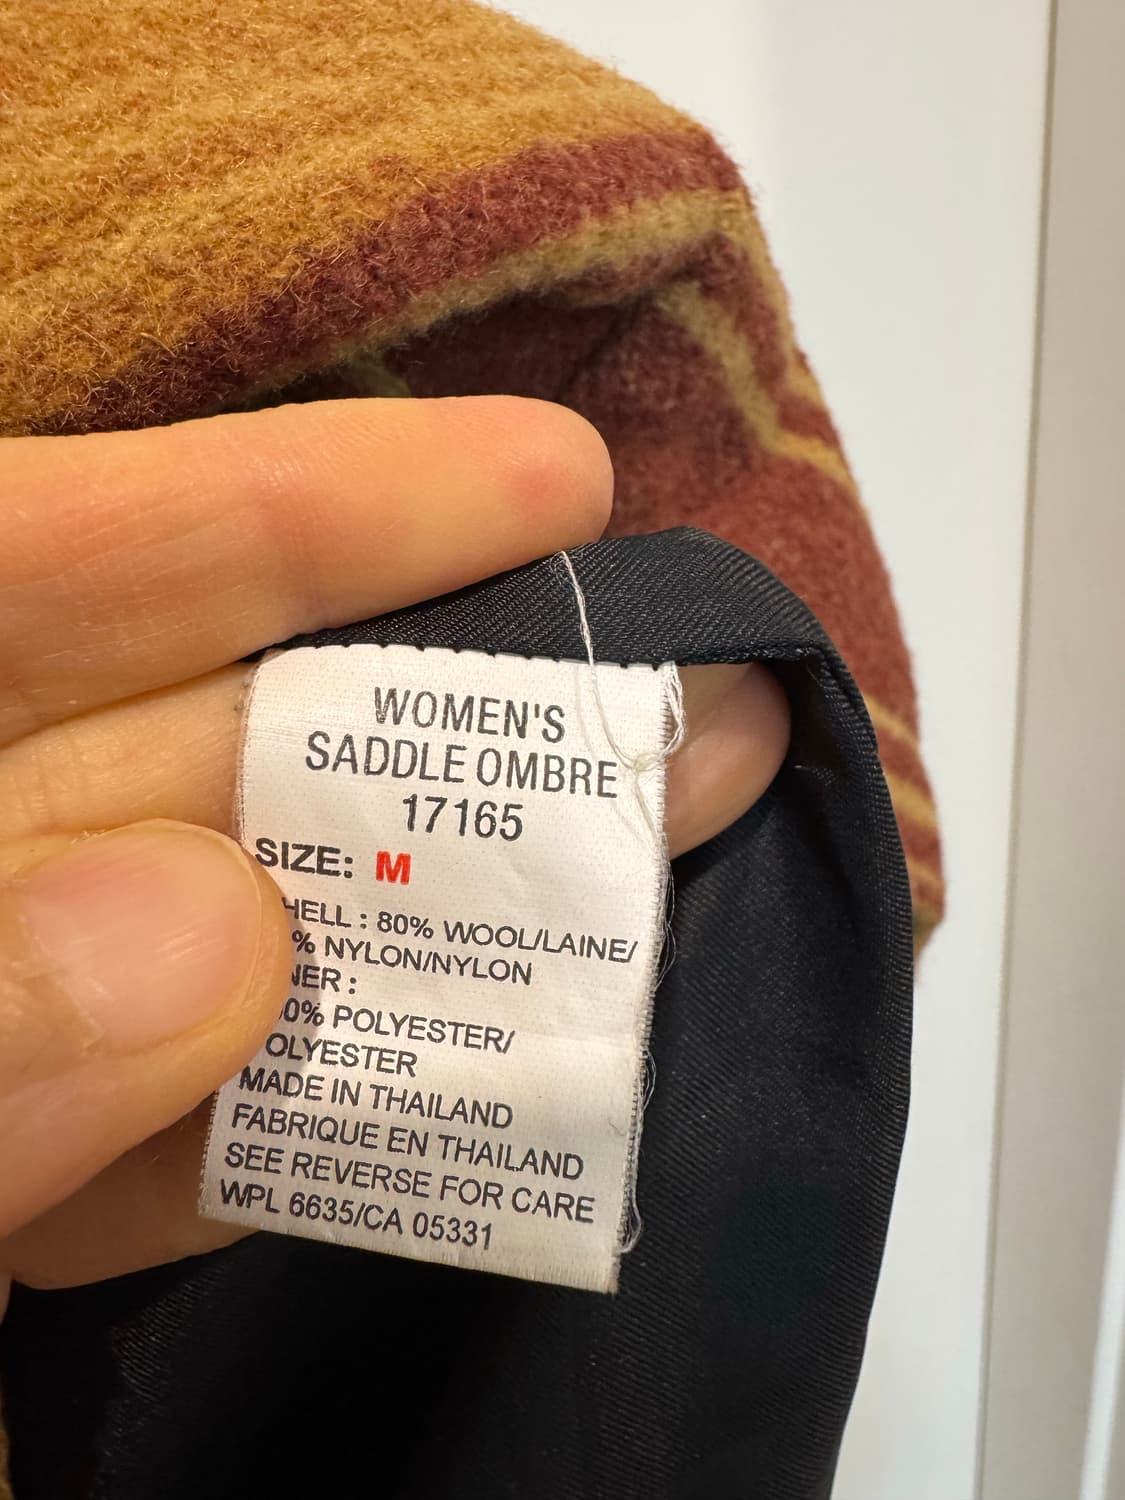 WOMEN'S
SADDLE OMBRE
17165
SIZE: M
HELL : 80% WOOL/LAINE/
% NYLON/NYLON
NER :
0% POLYESTER/
OLYESTER
MADE IN THAILAND
FABRIQUE EN THAILAND
SEE REVERSE FOR CARE
WPL 6635/CA 05331